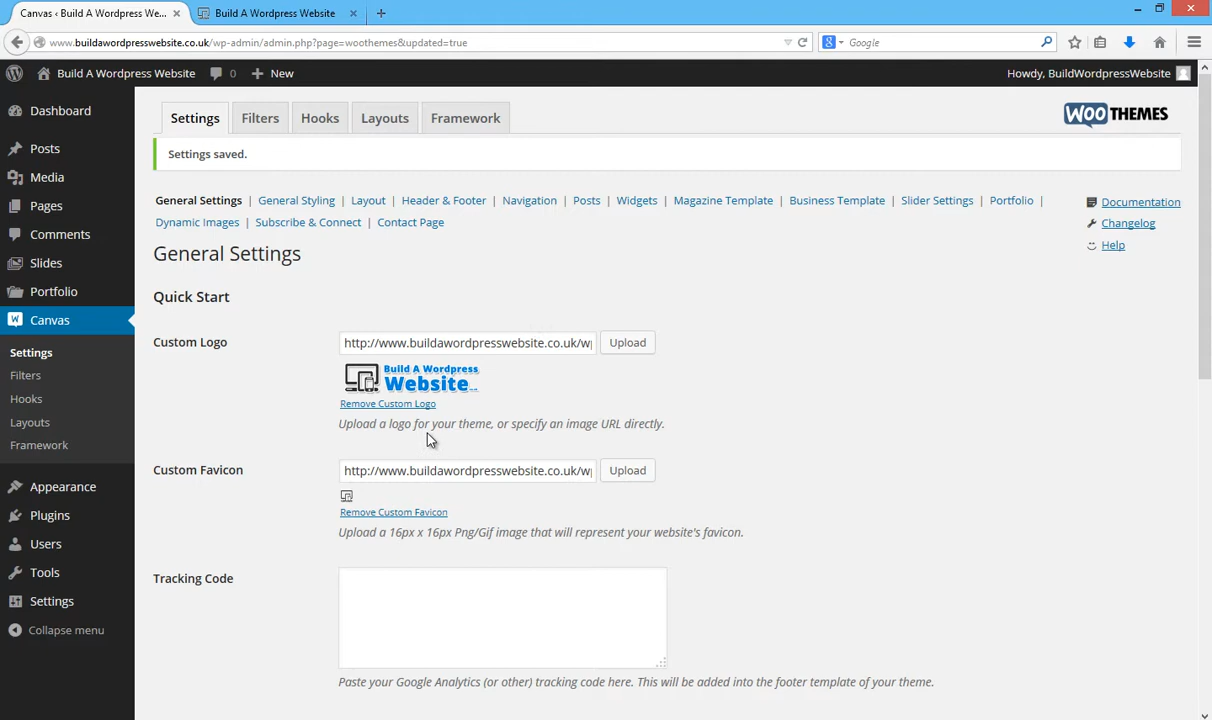 Canvas ‹ Build A Wordpress We...
Build A Wordpress Website
www.buildawordpresswebsite.co.uk/wp-admin/admin.php?page=woothemes&updated=true
Google
Build A Wordpress Website
0
New
Howdy, BuildWordpressWebsite
Dashboard
Posts
Media
Pages
Comments
Slides
Portfolio
Canvas
Settings
Filters
Hooks
Layouts
Framework
Appearance
Plugins
Users
Tools
Settings
Collapse menu
Settings
Filters
Hooks
Layouts
Framework
WOOTHEMES
Settings saved.
General Settings | General Styling | Layout | Header & Footer | Navigation | Posts | Widgets | Magazine Template | Business Template | Slider Settings | Portfolio |
Dynamic Images | Subscribe & Connect | Contact Page
Documentation
Changelog
Help
General Settings
Quick Start
Custom Logo
http://www.buildawordpresswebsite.co.uk/w
Upload
Build A Wordpress
Website
Remove Custom Logo
Upload a logo for your theme, or specify an image URL directly.
Custom Favicon
http://www.buildawordpresswebsite.co.uk/w
Upload
Remove Custom Favicon
Upload a 16px x 16px Png/Gif image that will represent your website's favicon.
Tracking Code
Paste your Google Analytics (or other) tracking code here. This will be added into the footer template of your theme.